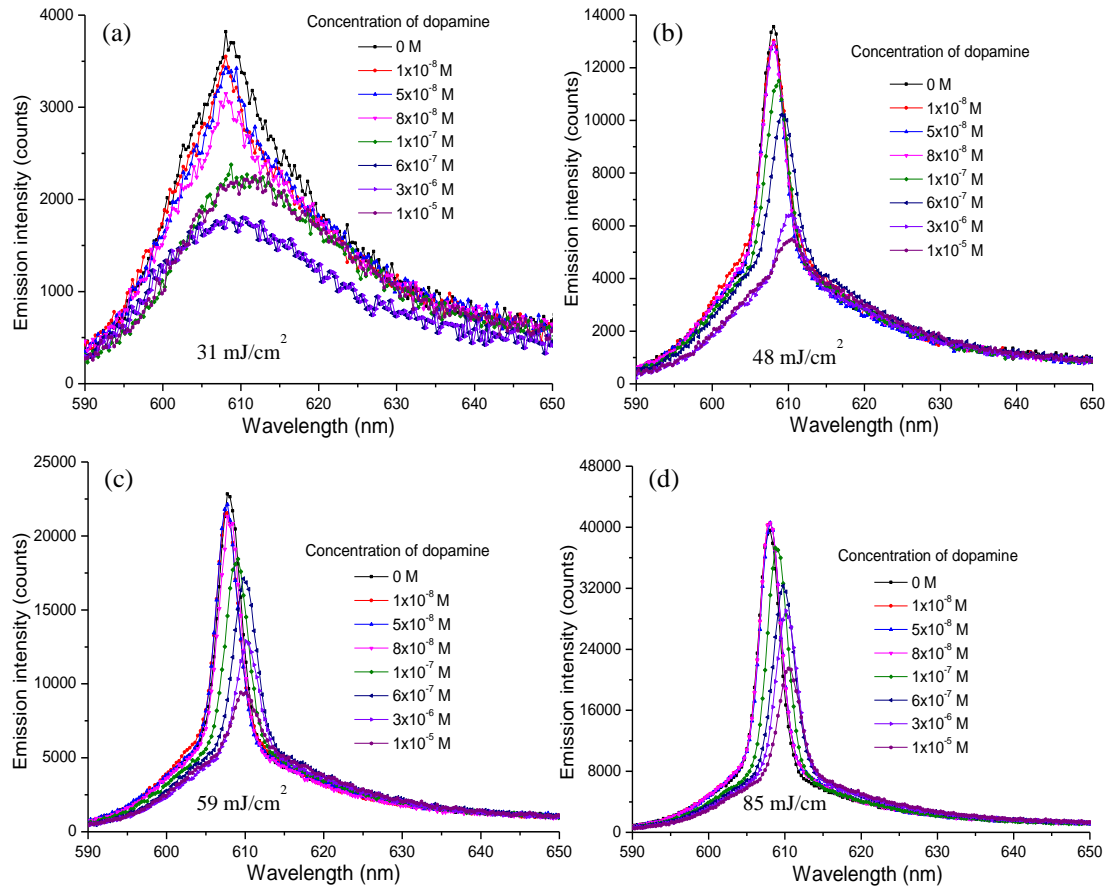 (a)
Concentration of dopamine
0 M
1x10⁻⁸ M
5x10⁻⁸ M
8x10⁻⁸ M
1x10⁻⁷ M
6x10⁻⁷ M
3x10⁻⁶ M
1x10⁻⁵ M
31 mJ/cm²
Emission intensity (counts)
4000
3000
2000
1000
0
590 600 610 620 630 640 650
Wavelength (nm)
(b)
Concentration of dopamine
0 M
1x10⁻⁸ M
5x10⁻⁸ M
8x10⁻⁸ M
1x10⁻⁷ M
6x10⁻⁷ M
3x10⁻⁶ M
1x10⁻⁵ M
48 mJ/cm²
Emission intensity (counts)
14000
12000
10000
8000
6000
4000
2000
0
590 600 610 620 630 640 650
Wavelength (nm)
(c)
Concentration of dopamine
0 M
1x10⁻⁸ M
5x10⁻⁸ M
8x10⁻⁸ M
1x10⁻⁷ M
6x10⁻⁷ M
3x10⁻⁶ M
1x10⁻⁵ M
59 mJ/cm²
Emission intensity (counts)
25000
20000
15000
10000
5000
0
590 600 610 620 630 640 650
Wavelength (nm)
(d)
Concentration of dopamine
0 M
1x10⁻⁸ M
5x10⁻⁸ M
8x10⁻⁸ M
1x10⁻⁷ M
6x10⁻⁷ M
3x10⁻⁶ M
1x10⁻⁵ M
85 mJ/cm
Emission intensity (counts)
48000
40000
32000
24000
16000
8000
0
590 600 610 620 630 640 650
Wavelength (nm)